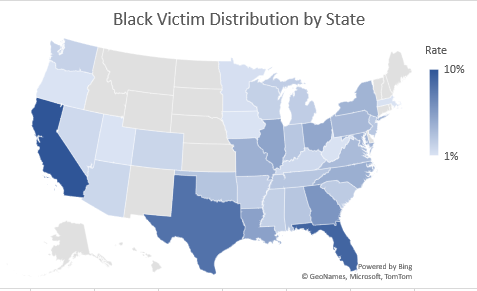 Black Victim Distribution by State
Rate
10%
1%
Powered by Bing
© GeoNames, Microsoft, TomTom